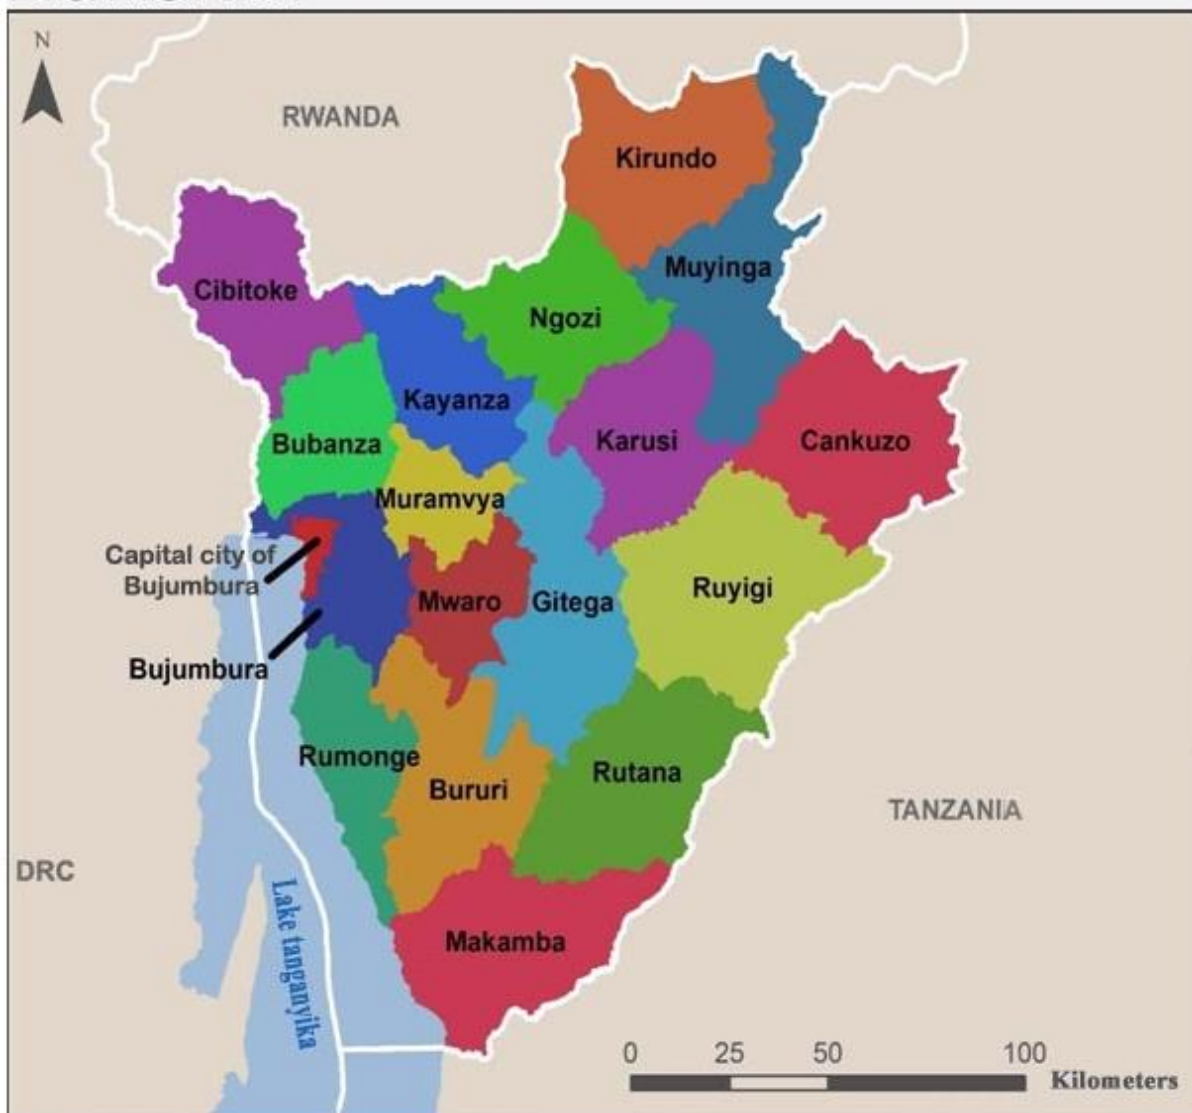 N
RWANDA
Kirundo
Muyinga
Cibitoke
Ngozi
Kayanza
Bubanza
Karusi
Cankuzo
Muramvya
Capital city of
Bujumbura
Mwaro
Gitega
Ruyigi
Bujumbura
Rumonge
Bururi
Rutana
TANZANIA
DRC
Lake tanganyika
Makamba
0 25 50 100
Kilometers